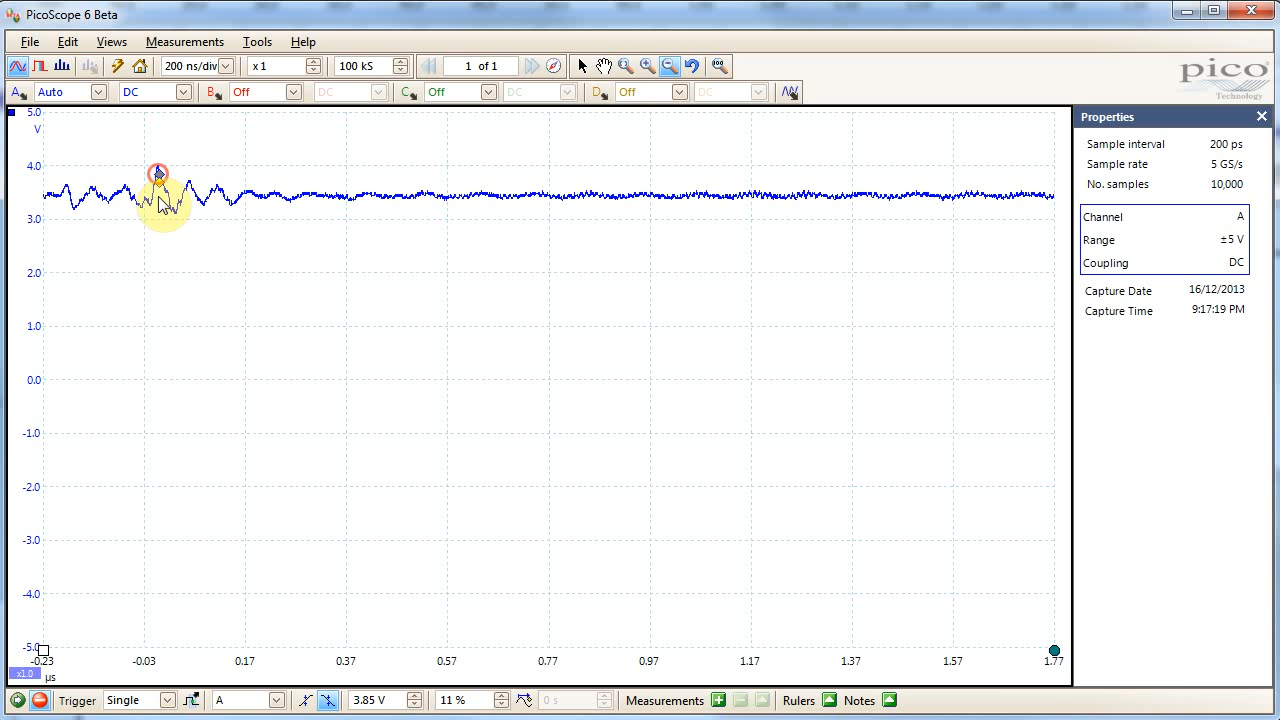 PicoScope 6 Beta
File Edit Views Measurements Tools Help
200 ns/div x 1 100 kS 1 of 1
pico
Technology
A Auto DC B Off DC C Off DC D Off DC
Properties
Sample interval 200 ps
Sample rate 5 GS/s
No. samples 10,000
Channel A
Range ±5 V
Coupling DC
Capture Date 16/12/2013
Capture Time 9:17:19 PM
5.0
V
4.0
3.0
2.0
1.0
0.0
-1.0
-2.0
-3.0
-4.0
-5.0
-0.23 -0.03 0.17 0.37 0.57 0.77 0.97 1.17 1.37 1.57 1.77
x1.0 µs
Trigger Single A 3.85 V 11 % 0 s Measurements Rulers Notes